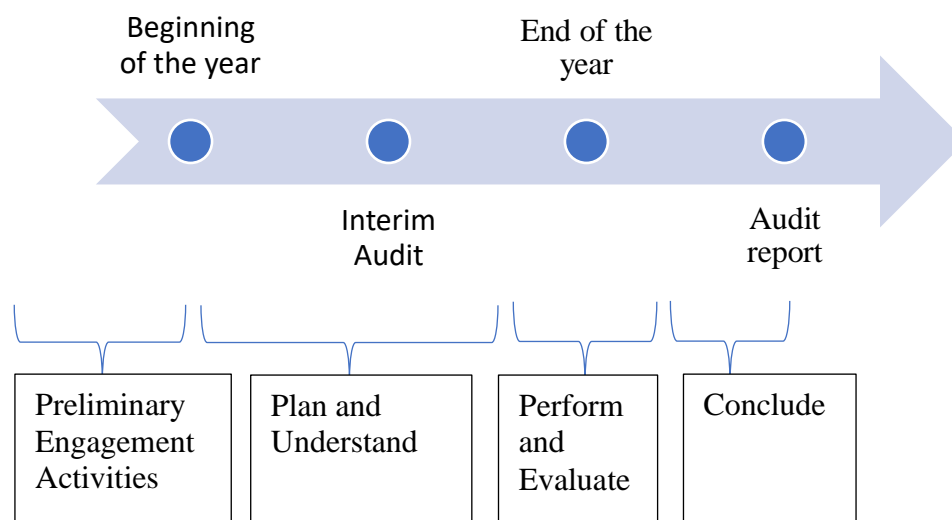 Beginning
of the year
End of the
year
Interim
Audit
Audit
report
Preliminary
Engagement
Activities
Plan and
Understand
Perform
and
Evaluate
Conclude